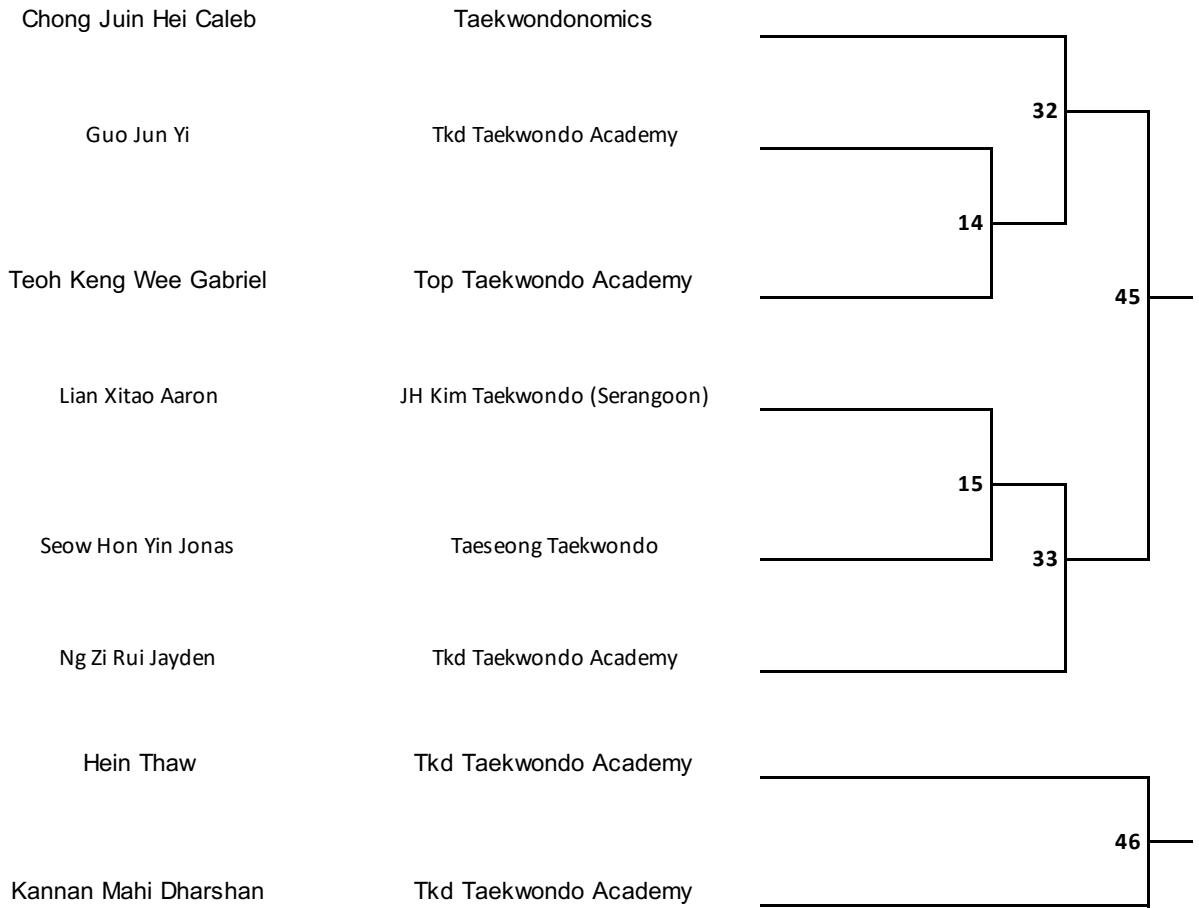 Chong Juin Hei Caleb Taekwondonomics
32
Guo Jun Yi Tkd Taekwondo Academy
14
Teoh Keng Wee Gabriel Top Taekwondo Academy
45
Lian Xitao Aaron JH Kim Taekwondo (Serangoon)
15
Seow Hon Yin Jonas Taeseong Taekwondo
33
Ng Zi Rui Jayden Tkd Taekwondo Academy
Hein Thaw Tkd Taekwondo Academy
46
Kannan Mahi Dharshan Tkd Taekwondo Academy